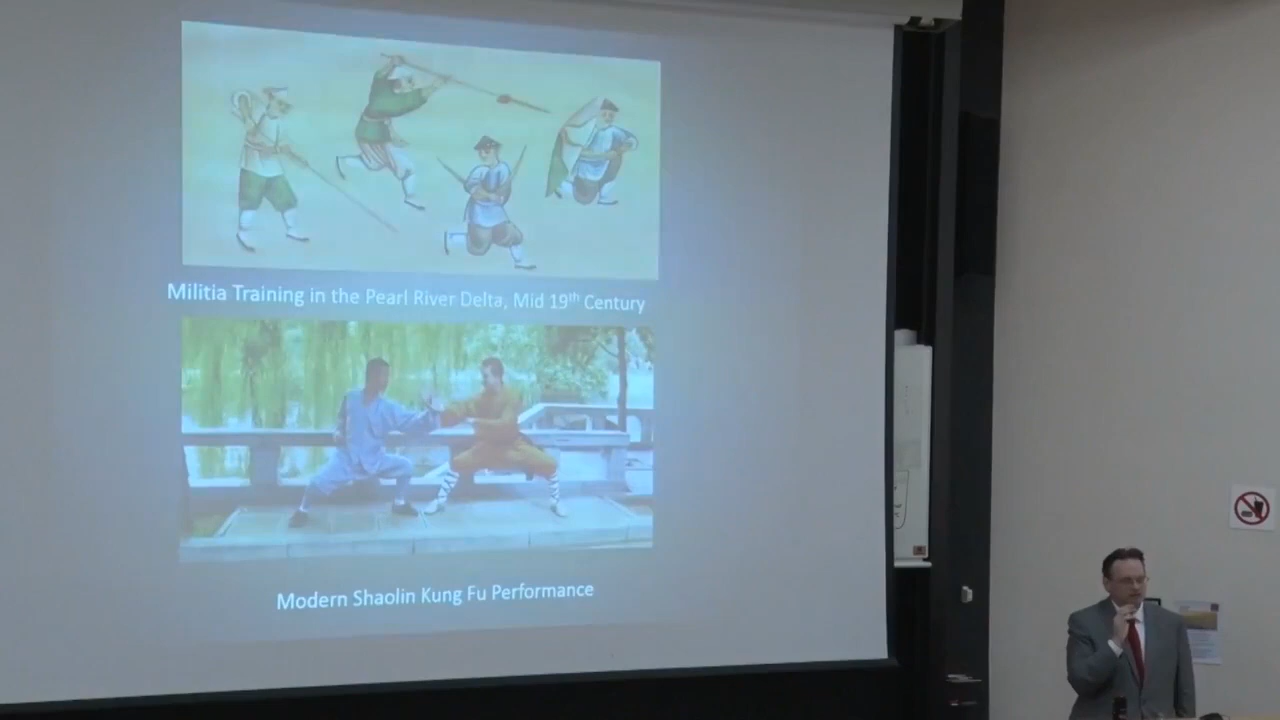 Militia Training in the Pearl River Delta, Mid 19th Century
Modern Shaolin Kung Fu Performance